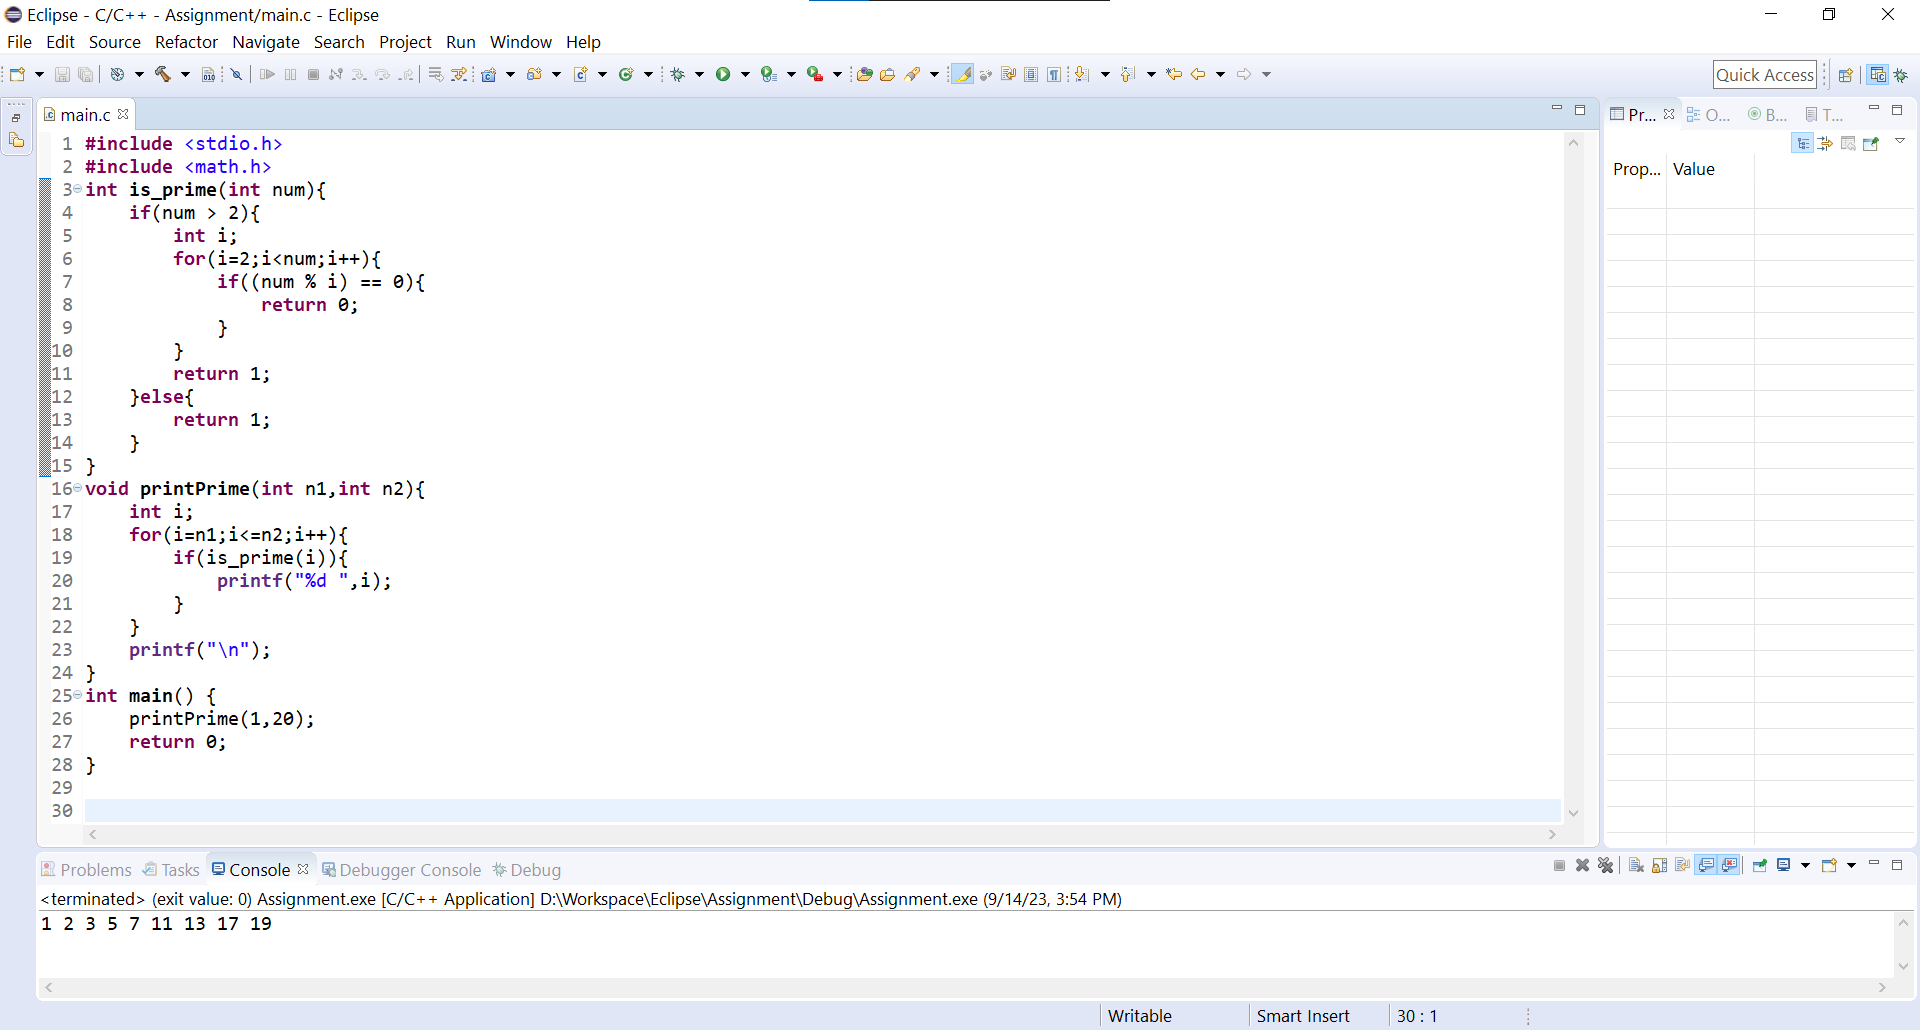 Eclipse - C/C++ - Assignment/main.c - Eclipse
File Edit Source Refactor Navigate Search Project Run Window Help
Quick Access
main.c
Pr... O... B... T...
Prop... Value
1 #include <stdio.h>
2 #include <math.h>
3 int is_prime(int num){
4     if(num > 2){
5         int i;
6         for(i=2;i<num;i++){
7             if((num % i) == 0){
8                 return 0;
9             }
10         }
11         return 1;
12     }else{
13         return 1;
14     }
15 }
16 void printPrime(int n1,int n2){
17     int i;
18     for(i=n1;i<=n2;i++){
19         if(is_prime(i)){
20             printf("%d ",i);
21         }
22     }
23     printf("\n");
24 }
25 int main() {
26     printPrime(1,20);
27     return 0;
28 }
29
30
Problems Tasks Console Debugger Console Debug
<terminated> (exit value: 0) Assignment.exe [C/C++ Application] D:\Workspace\Eclipse\Assignment\Debug\Assignment.exe (9/14/23, 3:54 PM)
1 2 3 5 7 11 13 17 19
Writable Smart Insert 30 : 1